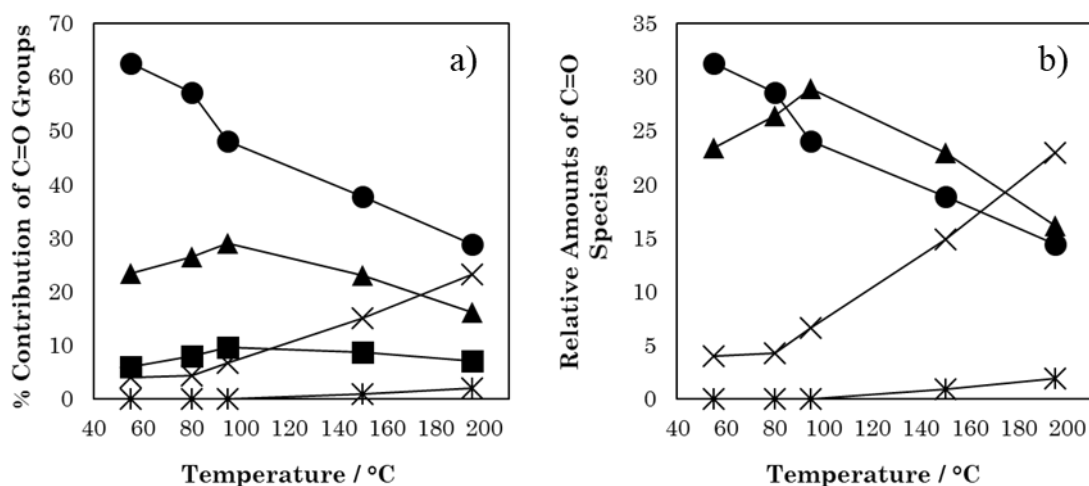 a)
% Contribution of C=O Groups
70
60
50
40
30
20
10
0
40 60 80 100 120 140 160 180 200
Temperature / °C
b)
Relative Amounts of C=O
Species
35
30
25
20
15
10
5
0
40 60 80 100 120 140 160 180 200
Temperature / °C